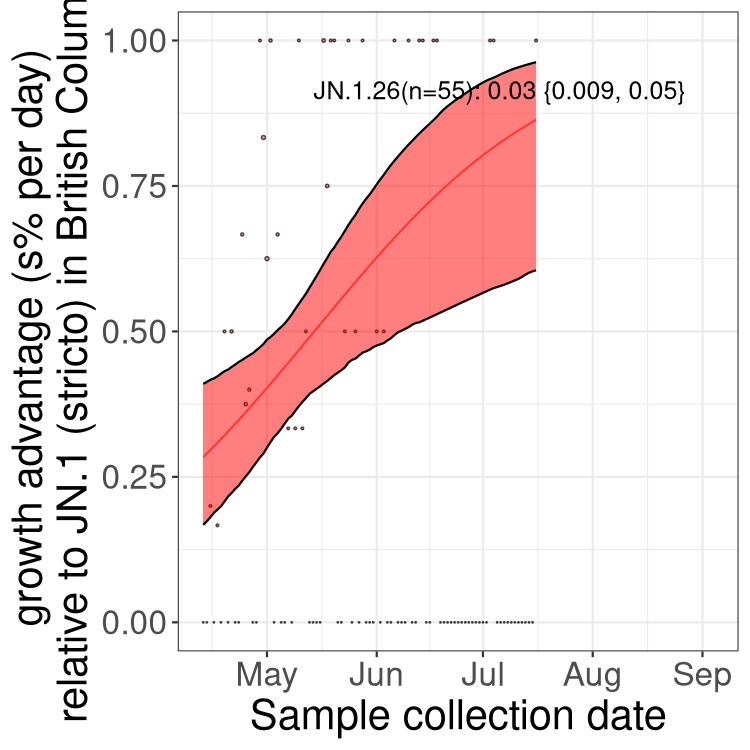 growth advantage (s% per day)
relative to JN.1 (stricto) in British Colum
1.00
0.75
0.50
0.25
0.00
JN.1.26(n=55): 0.03 {0.009, 0.05}
May Jun Jul Aug Sep
Sample collection date